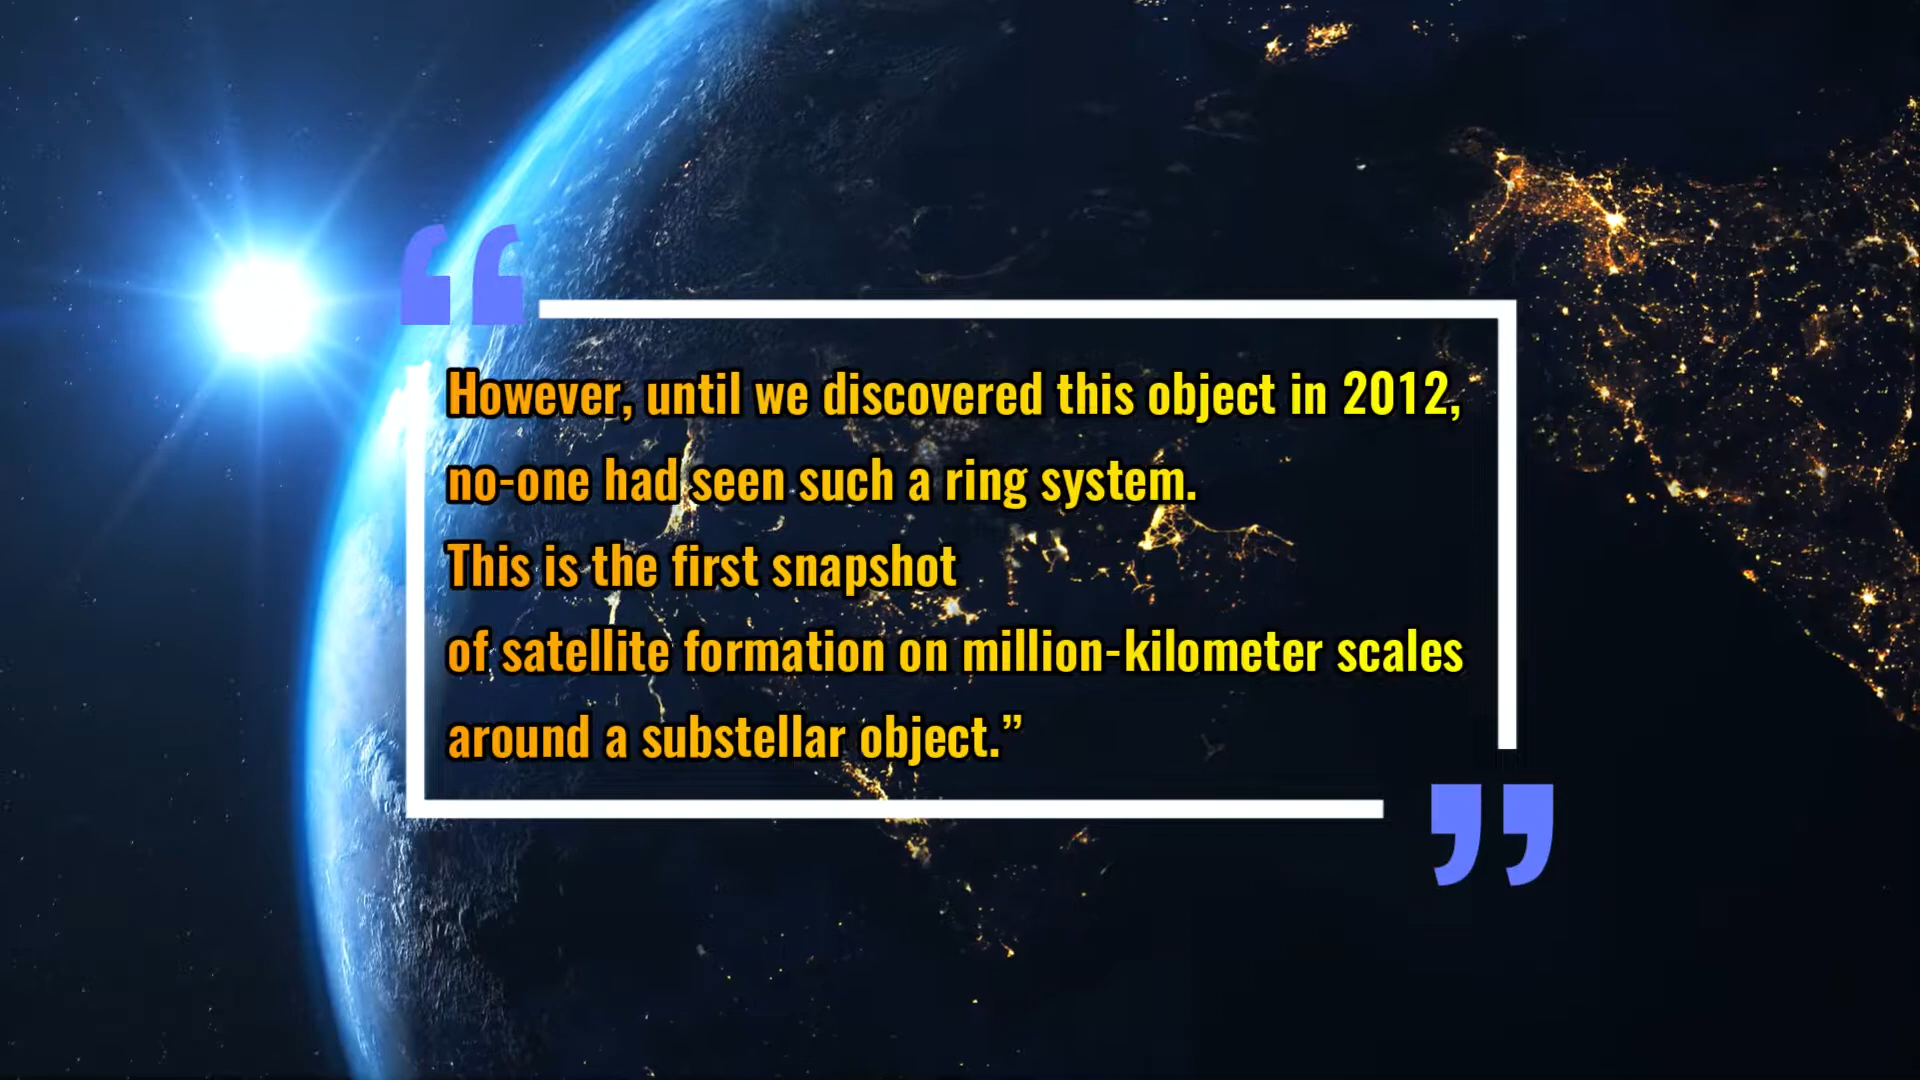 However, until we discovered this object in 2012,
no-one had seen such a ring system.
This is the first snapshot
of satellite formation on million-kilometer scales
around a substellar object.”